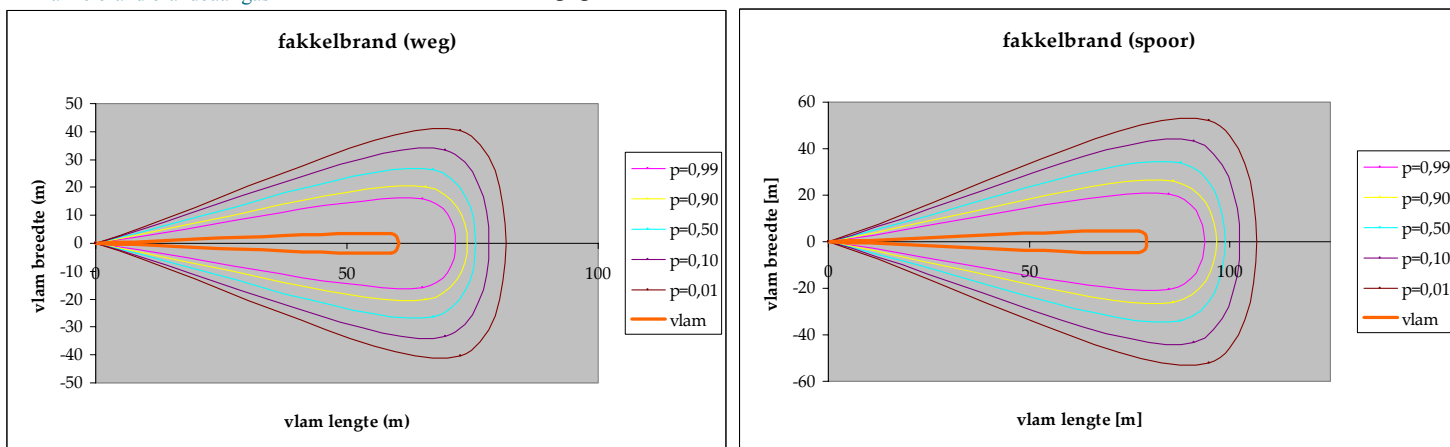 fakkelbrand (weg)
50
40
30
20
10
0
-10
-20
-30
-40
-50
0
50
100
vlam breedte (m)
vlam lengte (m)
p=0,99
p=0,90
p=0,50
p=0,10
p=0,01
vlam
fakkelbrand (spoor)
60
40
20
0
-20
-40
-60
0
50
100
vlam breedte [m]
vlam lengte [m]
p=0,99
p=0,90
p=0,50
p=0,10
p=0,01
vlam